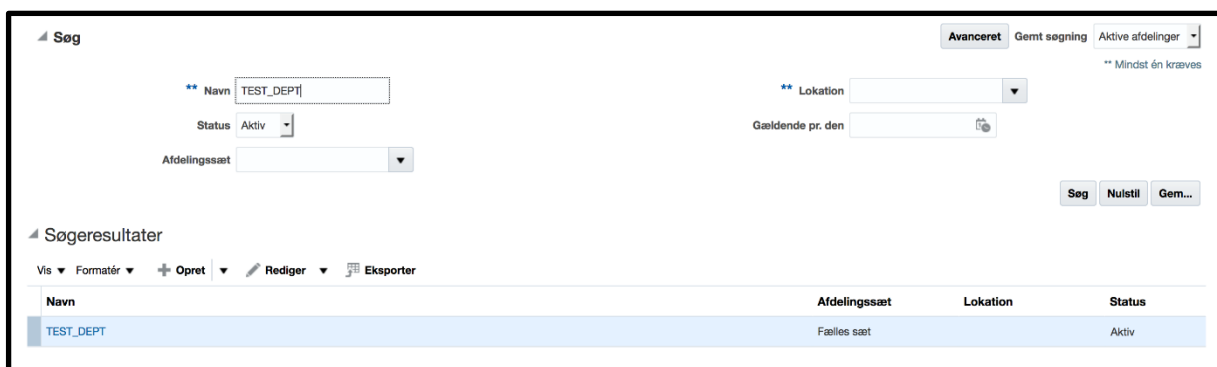 Søg
Avanceret Gemt søgning Aktive afdelinger
** Mindst én kræves
** Navn TEST_DEPT ** Lokation
Status Aktiv Gældende pr. den
Afdelingssæt
Søg Nulstil Gem...
Søgeresultater
Vis Formatér Opret Rediger Eksporter
Navn Afdelingssæt Lokation Status
TEST_DEPT Fælles sæt Aktiv